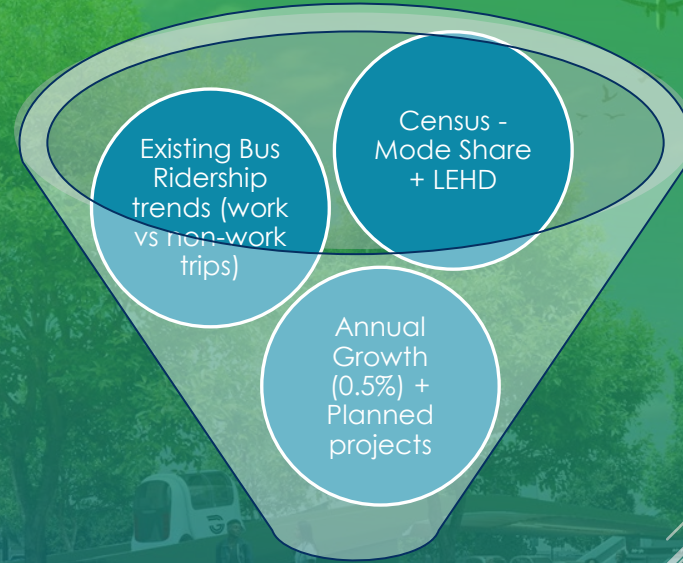 Existing Bus
Ridership
trends (work
vs non-work
trips)
Census -
Mode Share
+ LEHD
Annual
Growth
(0.5%) +
Planned
projects